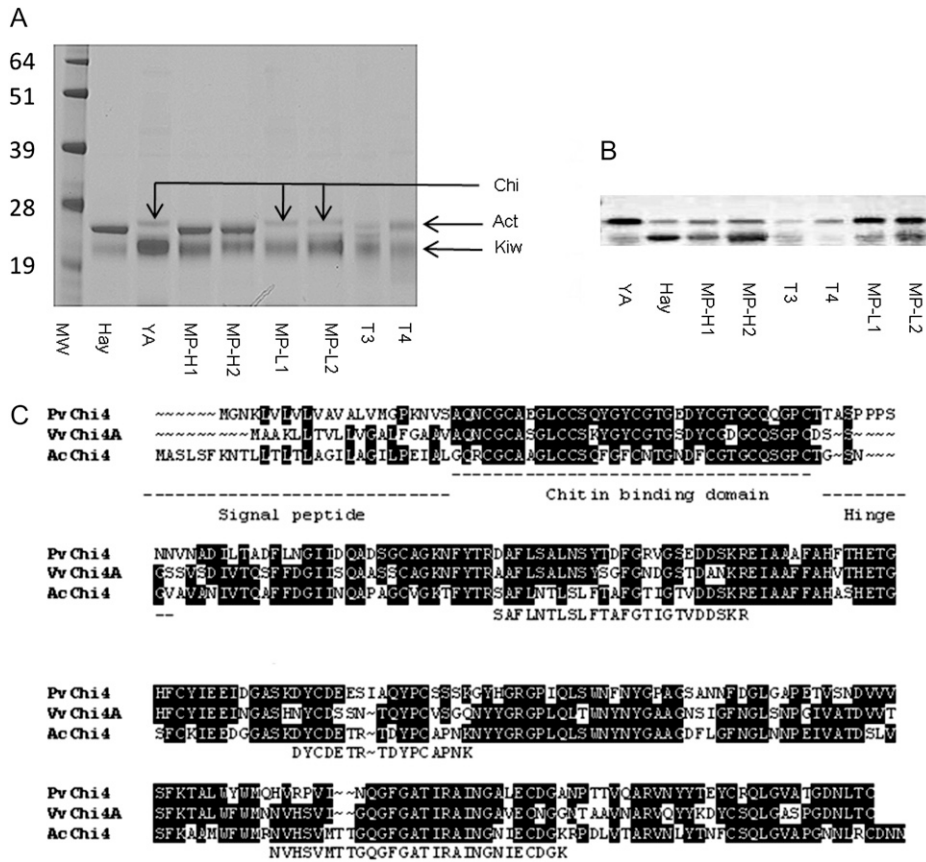 A
64
51
39
28
19
Chi
Act
Kiw
MW Hay YA MP-H1 MP-H2 MP-L1 MP-L2 T3 T4
B
YA Hay MP-H1 MP-H2 T3 T4 MP-L1 MP-L2
C
PvChi4 ~~~~~~~MGNKLVLVLVAVALVMGPKNVSAQNCGCAEGLCCSQYGYCGTGEDYCGTGCQQGPCTTASPPPS
VvChi4A ~~~~~~~~~~MAAKLLTVLLVGALFGAAVAQNCGCASGLCCSKYGYCGTGSDYCGDGCQSGPCDS~S~~~~
AcChi4 MASLSFKNTLLTLTLAGILAGILPEIALGQRCGCAAGLCCSQFGFCNTGNDFCGTGCQSGPCTG~SN~~~
Signal peptide Chitin binding domain Hinge
PvChi4 NNVNADILTADFLNGIIDQADSGCAGKNFYTRDAFLSALNSYTDFGRVGSEDDSKREIAAAFAHFTHETG
VvChi4A GSSVSDIVTQSFFDGIISQAASSCAGKNFYTRAAFLSALNSYSGFGNDGSTDANKREIAAFFAHVTHETG
AcChi4 GVAVANIVTQAFFDGIINQAPAGCVGKTFYTRSAFLNTLSLFTAFGTIGTVDDSKREIAAFFAHASHETG
SAFLNTLSLFTAFGTIGTVDDSKR
PvChi4 HFCYIEEIDGASKDYCDEESIAQYPCSSSKGYHGRGPIQLSWNFNYGPAGSANNFDGLGAPETVSNDVVV
VvChi4A HFCYIEEINGASHNYCDSSN~TQYPCVSGQNYYGRGPLQLTWNYNYGAAGNSIGFNGLSNPGIVATDVVT
AcChi4 SFCKIEEDGGASKDYCDETR~TDYPCAPNKNYYGRGPLQLSWNYNYGAAGDFLGFNGLNNPEIVATDSLV
DYCDETR~TDYPCAPNK
PvChi4 SFKTALWYWMQHVRPVI~~NQGFGATIRAINGALECDGANPTTVQARVNYYTEYCRQLGVATGDNLTC
VvChi4A SFKTALWFWMNNVHSVI~~GQGFGATIRAINGAVECNGGNTAAVNARVQYYKDYCSQLGASPGDNLTC
AcChi4 SFKAAMWFWMRNVHSVMTTGQGFGATIRAINGNIECDGKRPDLVTARVNLYTNFCSQLGVAPGNNLRCDNN
NVHSVMTTGQGFGATIRAINGNIECDGK